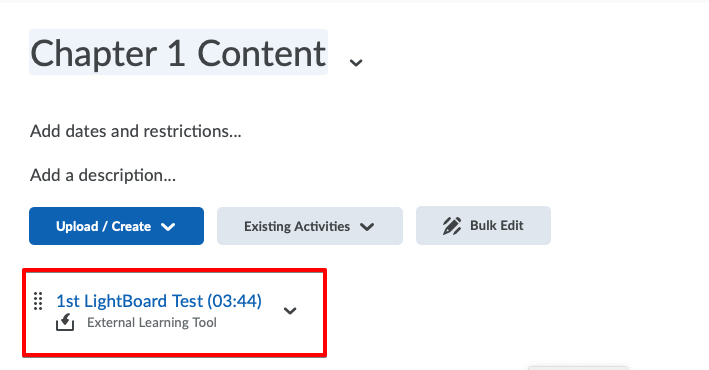 Chapter 1 Content
Add dates and restrictions...
Add a description...
Upload / Create
Existing Activities
Bulk Edit
1st LightBoard Test (03:44)
External Learning Tool